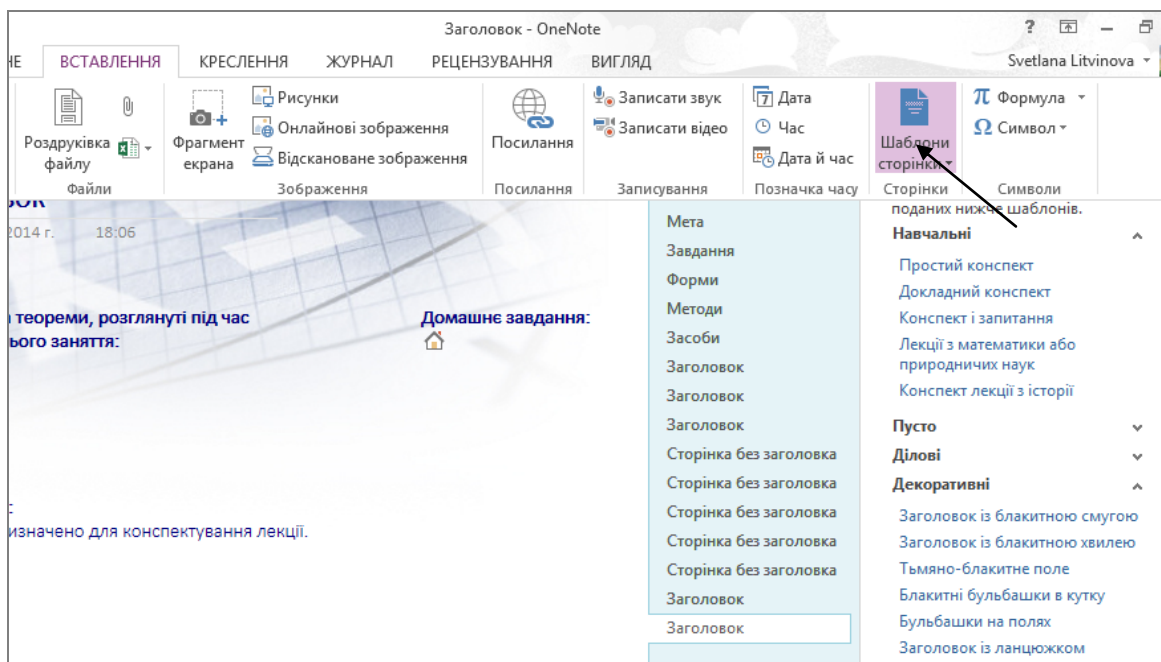 Заголовок - OneNote
?
НЕ ВСТАВЛЕННЯ КРЕСЛЕННЯ ЖУРНАЛ РЕЦЕНЗУВАННЯ ВИГЛЯД
Svetlana Litvinova
Роздруківка
файлу
Файли
Фрагмент
екрана
Рисунки
Онлайнові зображення
Відскановане зображення
Зображення
Посилання
Посилання
Записати звук
Записати відео
Записування
7 Дата
Час
Дата й час
Позначка часу
Шаблони
сторінки
Сторінки
π Формула
Ω Символ
Символи
2014 г. 18:06
теореми, розглянуті під час
ього заняття:
Домашнє завдання:
изначено для конспектування лекції.
Мета
Завдання
Форми
Методи
Засоби
Заголовок
Заголовок
Заголовок
Сторінка без заголовка
Сторінка без заголовка
Сторінка без заголовка
Сторінка без заголовка
Сторінка без заголовка
Заголовок
Заголовок
поданих нижче шаблонів.
Навчальні
Простий конспект
Докладний конспект
Конспект і запитання
Лекції з математики або
природничих наук
Конспект лекції з історії
Пусто
Ділові
Декоративні
Заголовок із блакитною смугою
Заголовок із блакитною хвилею
Тьмяно-блакитне поле
Блакитні бульбашки в кутку
Бульбашки на полях
Заголовок із ланцюжком